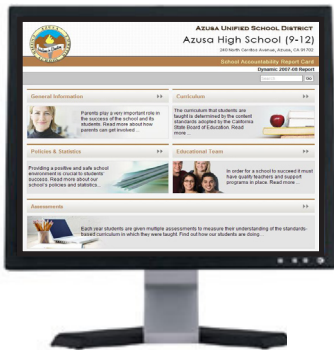 AZUSA UNIFIED SCHOOL DISTRICT
Azusa High School (9-12)
240 North Cerritos Avenue, Azusa, CA 91702
School Accountability Report Card
Dynamic 2007-08 Report
search GO
General Information
Parents play a very important role in
the success of the school and its
students. Read more about how
parents can get involved...
Curriculum
The curriculum that students are
taught is determined by the content
standards adopted by the California
State Board of Education. Read
more...
Policies & Statistics
Providing a positive and safe school
environment is crucial to students'
success. Read more about our
school's policies and statistics...
Educational Team
In order for a school to succeed it must
have quality teachers and support
programs in place. Read more...
Assessments
Each year students are given multiple assessments to measure their understanding of the standards-
based curriculum in which they were taught. Find out how our students are doing...